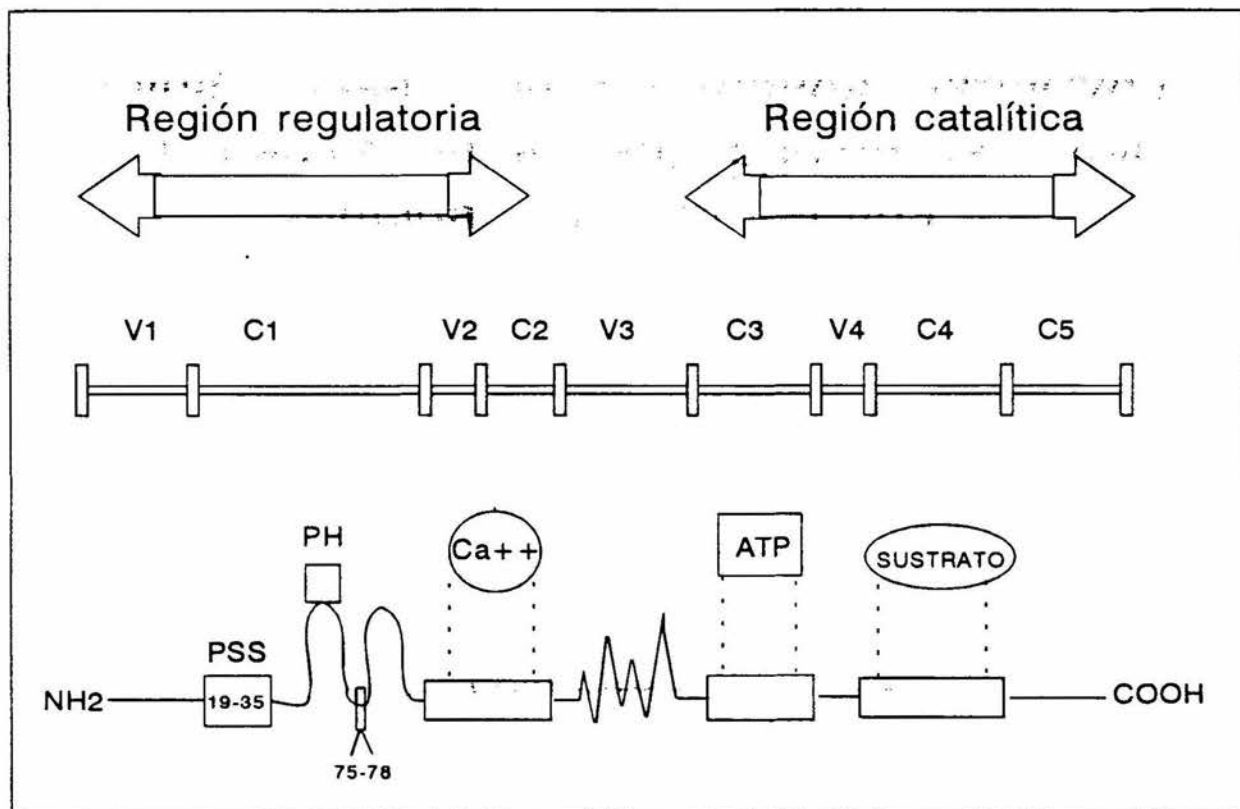 Región regulatoria
Región catalítica
V1 C1 V2 C2 V3 C3 V4 C4 C5
PH
Ca++
ATP
SUSTRATO
PSS
NH2
19-35
COOH
75-78